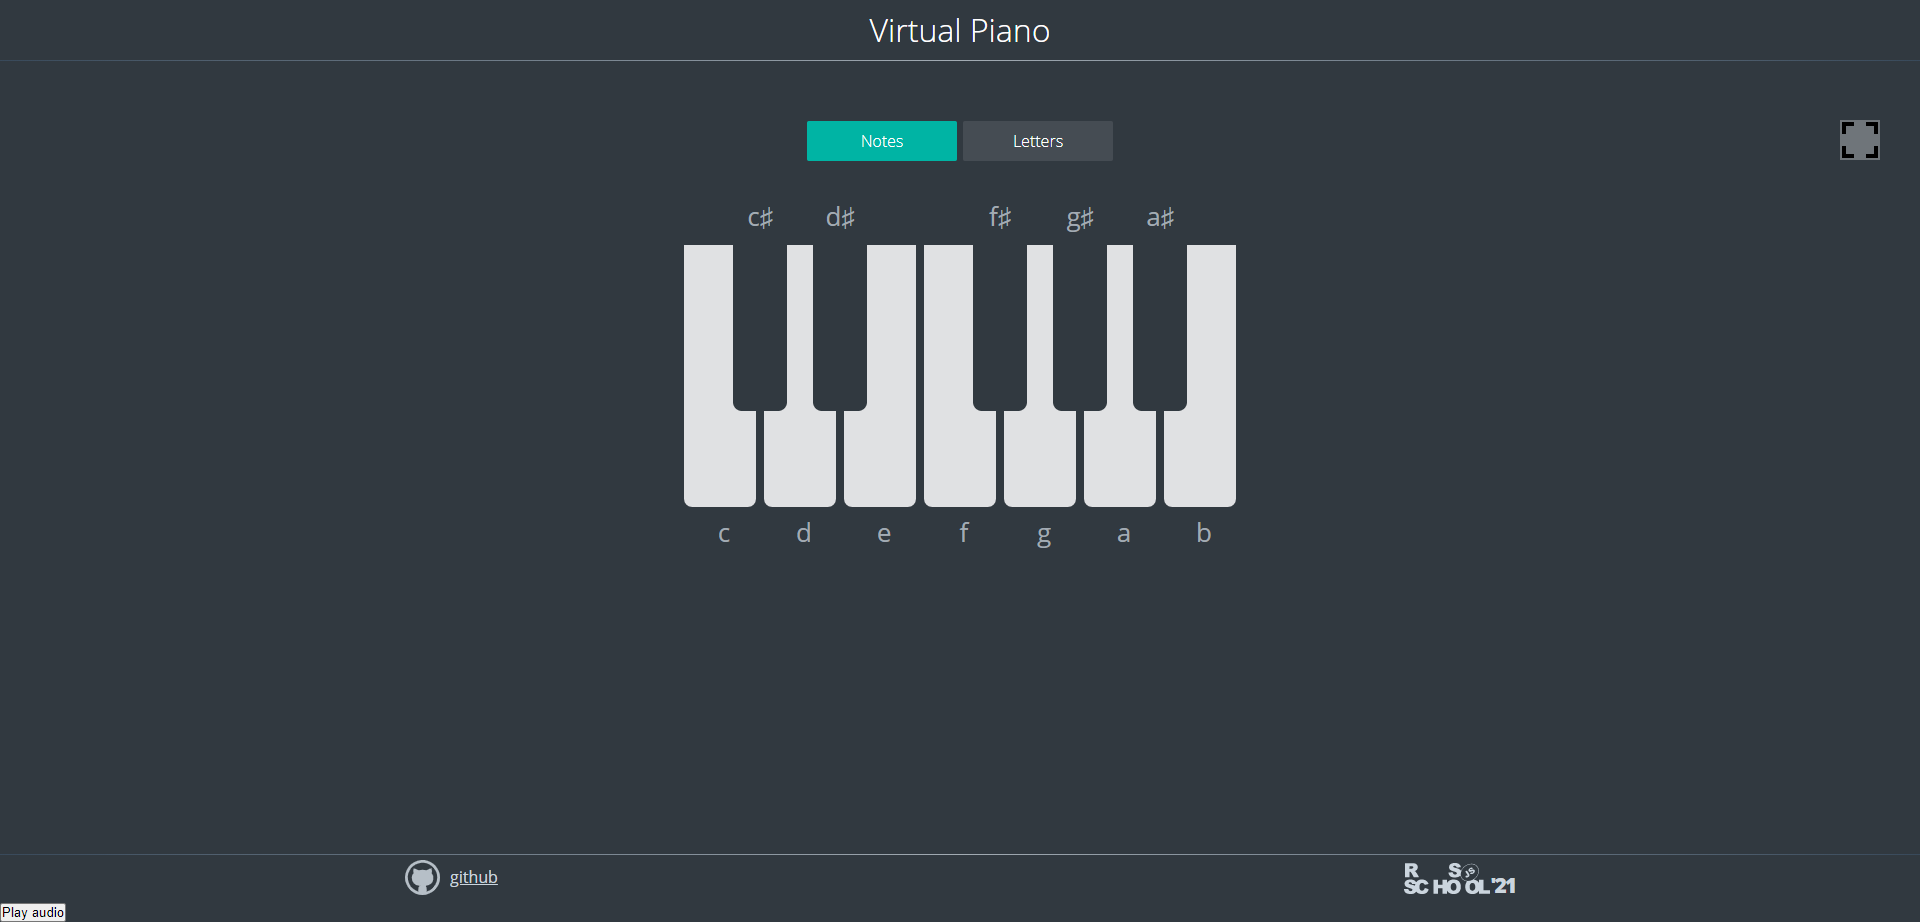 Virtual Piano
Notes Letters
c♯ d♯ f♯ g♯ a♯
c d e f g a b
github
R S
SCHOOL'21
Play audio